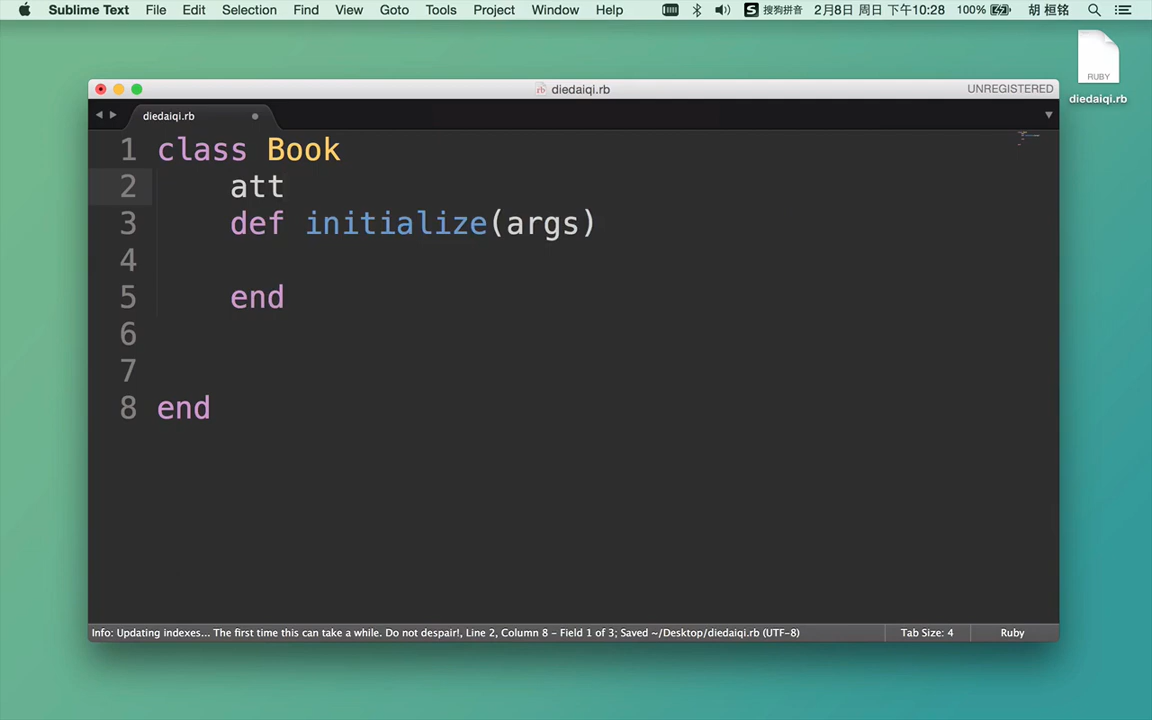 Sublime Text File Edit Selection Find View Goto Tools Project Window Help S 搜狗拼音 2月8日 周日 下午10:28 100% 胡 桓铭
RUBY
diedaiqi.rb
diedaiqi.rb UNREGISTERED
diedaiqi.rb
1 class Book
2 att
3 def initialize(args)
4
5 end
6
7
8 end
Info: Updating indexes... The first time this can take a while. Do not despair!, Line 2, Column 8 – Field 1 of 3; Saved ~/Desktop/diedaiqi.rb (UTF-8) Tab Size: 4 Ruby